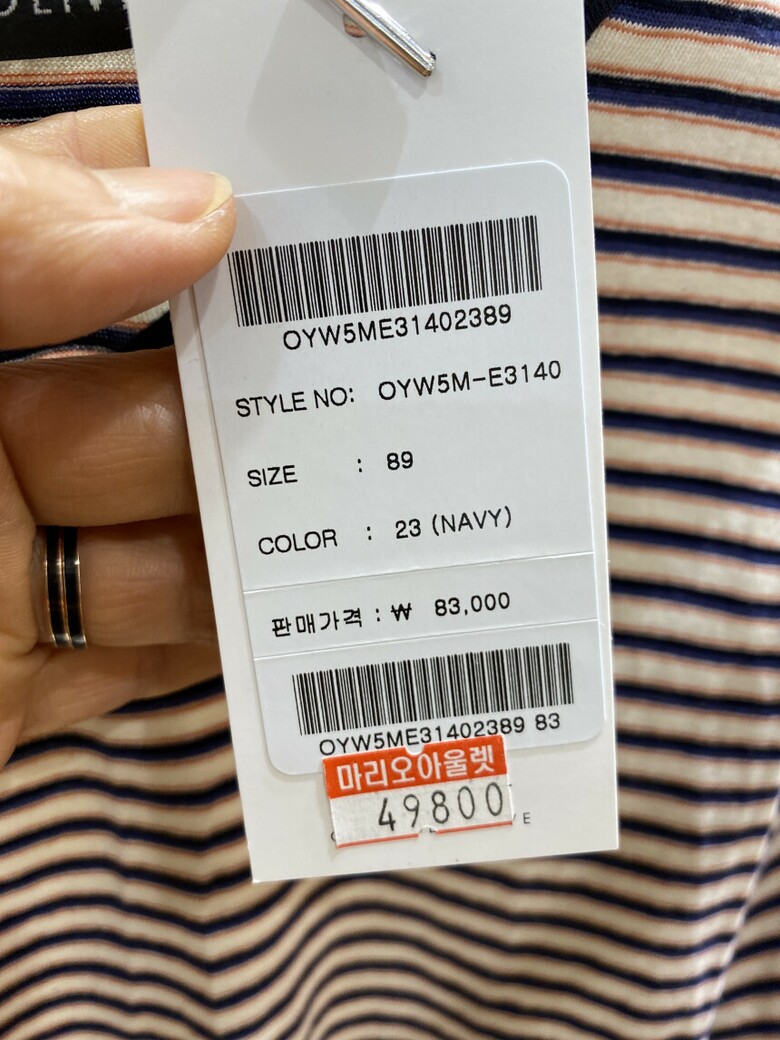 OYW5ME31402389
STYLE NO: OYW5M-E3140
SIZE : 89
COLOR : 23 (NAVY)
판매가격 : ₩ 83,000
OYW5ME31402389 83
마리오아울렛
49800
E